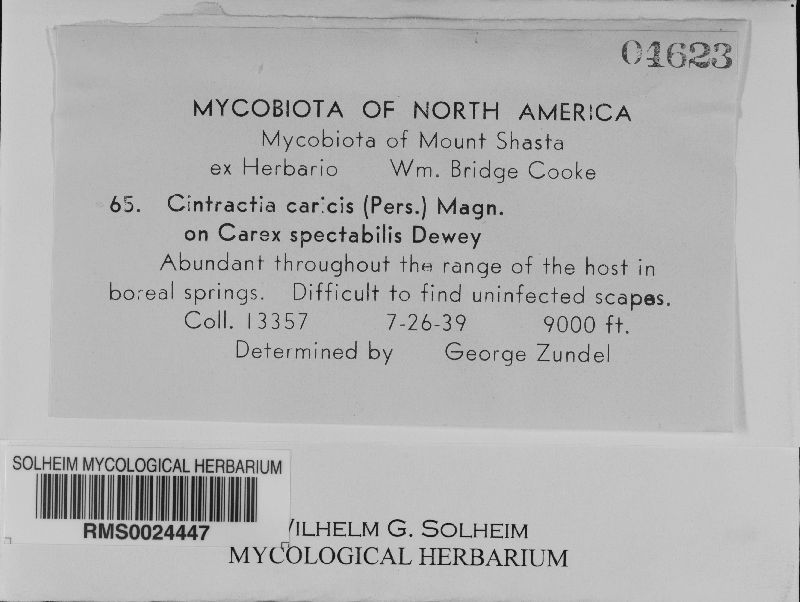 01623
MYCOBIOTA OF NORTH AMERICA
Mycobiota of Mount Shasta
ex Herbario Wm. Bridge Cooke
65. Cintractia caricis (Pers.) Magn.
on Carex spectabilis Dewey
Abundant throughout the range of the host in
boreal springs. Difficult to find uninfected scapes.
Coll. 13357 7-26-39 9000 ft.
Determined by George Zundel
SOLHEIM MYCOLOGICAL HERBARIUM
RMS0024447
ILHELM G. SOLHEIM
MYCOLOGICAL HERBARIUM